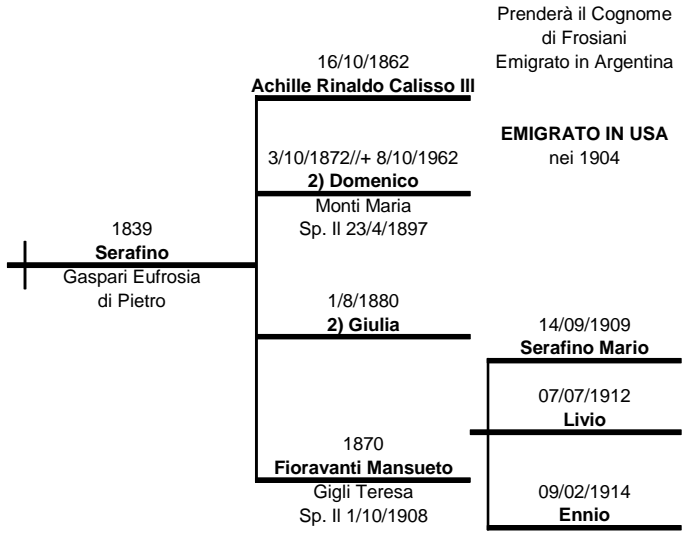 Prenderà il Cognome
di Frosiani
Emigrato in Argentina
16/10/1862
Achille Rinaldo Calisso III
EMIGRATO IN USA
nei 1904
3/10/1872//+ 8/10/1962
2) Domenico
Monti Maria
Sp. II 23/4/1897
1839
Serafino
Gaspari Eufrosia
di Pietro
1/8/1880
2) Giulia
14/09/1909
Serafino Mario
07/07/1912
Livio
1870
Fioravanti Mansueto
Gigli Teresa
Sp. II 1/10/1908
09/02/1914
Ennio